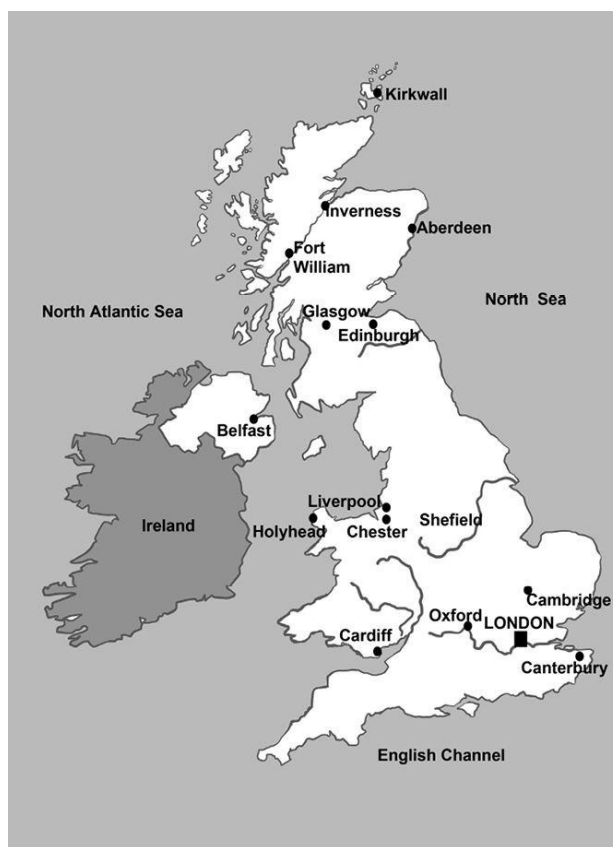 Kirkwall
Inverness
Aberdeen
Fort
William
North Atlantic Sea
North Sea
Glasgow
Edinburgh
Belfast
Liverpool
Ireland
Holyhead
Chester
Shefield
Cambridge
Oxford
LONDON
Cardiff
Canterbury
English Channel